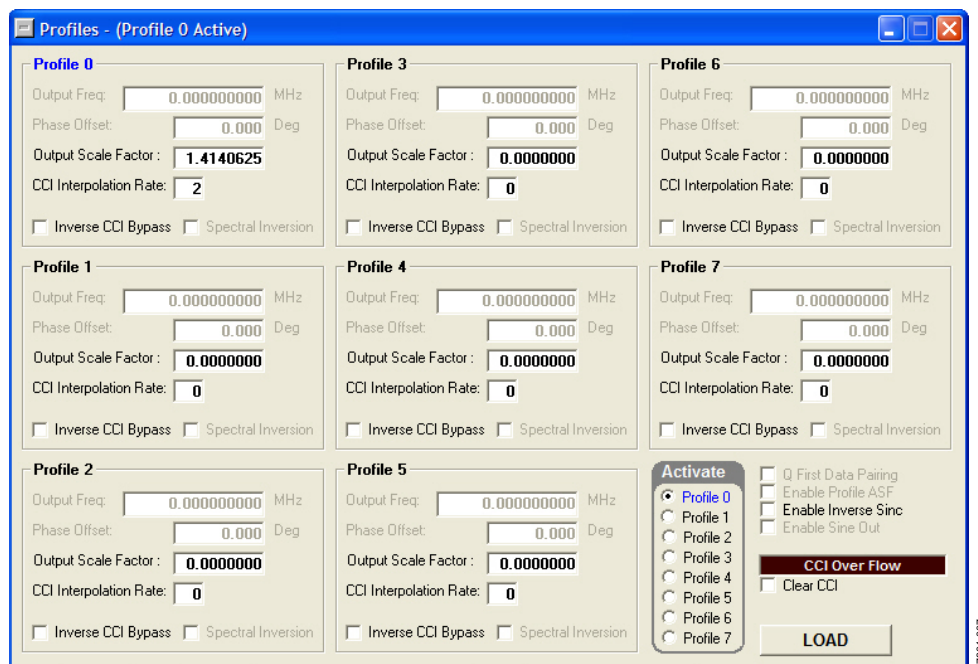 Profiles - (Profile 0 Active)
Profile 0
Output Freq: 0.000000000 MHz
Phase Offset: 0.000 Deg
Output Scale Factor : 1.4140625
CCI Interpolation Rate: 2
Inverse CCI Bypass Spectral Inversion
Profile 3
Output Freq: 0.000000000 MHz
Phase Offset: 0.000 Deg
Output Scale Factor : 0.0000000
CCI Interpolation Rate: 0
Inverse CCI Bypass Spectral Inversion
Profile 6
Output Freq: 0.000000000 MHz
Phase Offset: 0.000 Deg
Output Scale Factor : 0.0000000
CCI Interpolation Rate: 0
Inverse CCI Bypass Spectral Inversion
Profile 1
Output Freq: 0.000000000 MHz
Phase Offset: 0.000 Deg
Output Scale Factor : 0.0000000
CCI Interpolation Rate: 0
Inverse CCI Bypass Spectral Inversion
Profile 4
Output Freq: 0.000000000 MHz
Phase Offset: 0.000 Deg
Output Scale Factor : 0.0000000
CCI Interpolation Rate: 0
Inverse CCI Bypass Spectral Inversion
Profile 7
Output Freq: 0.000000000 MHz
Phase Offset: 0.000 Deg
Output Scale Factor : 0.0000000
CCI Interpolation Rate: 0
Inverse CCI Bypass Spectral Inversion
Profile 2
Output Freq: 0.000000000 MHz
Phase Offset: 0.000 Deg
Output Scale Factor : 0.0000000
CCI Interpolation Rate: 0
Inverse CCI Bypass Spectral Inversion
Profile 5
Output Freq: 0.000000000 MHz
Phase Offset: 0.000 Deg
Output Scale Factor : 0.0000000
CCI Interpolation Rate: 0
Inverse CCI Bypass Spectral Inversion
Activate
Profile 0
Profile 1
Profile 2
Profile 3
Profile 4
Profile 5
Profile 6
Profile 7
Q First Data Pairing
Enable Profile ASF
Enable Inverse Sinc
Enable Sine Out
CCI Over Flow
Clear CCI
LOAD